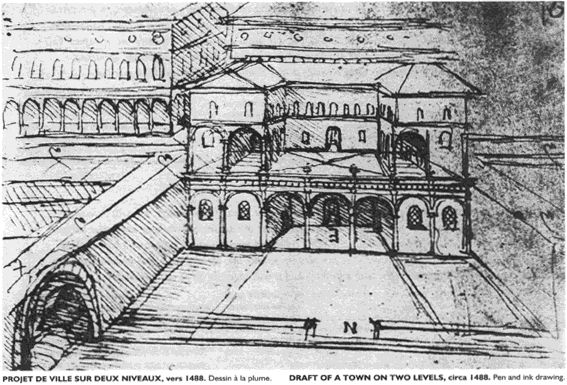 N
PROJET DE VILLE SUR DEUX NIVEAUX, vers 1488. Dessin à la plume. DRAFT OF A TOWN ON TWO LEVELS, circa 1488. Pen and ink drawing.